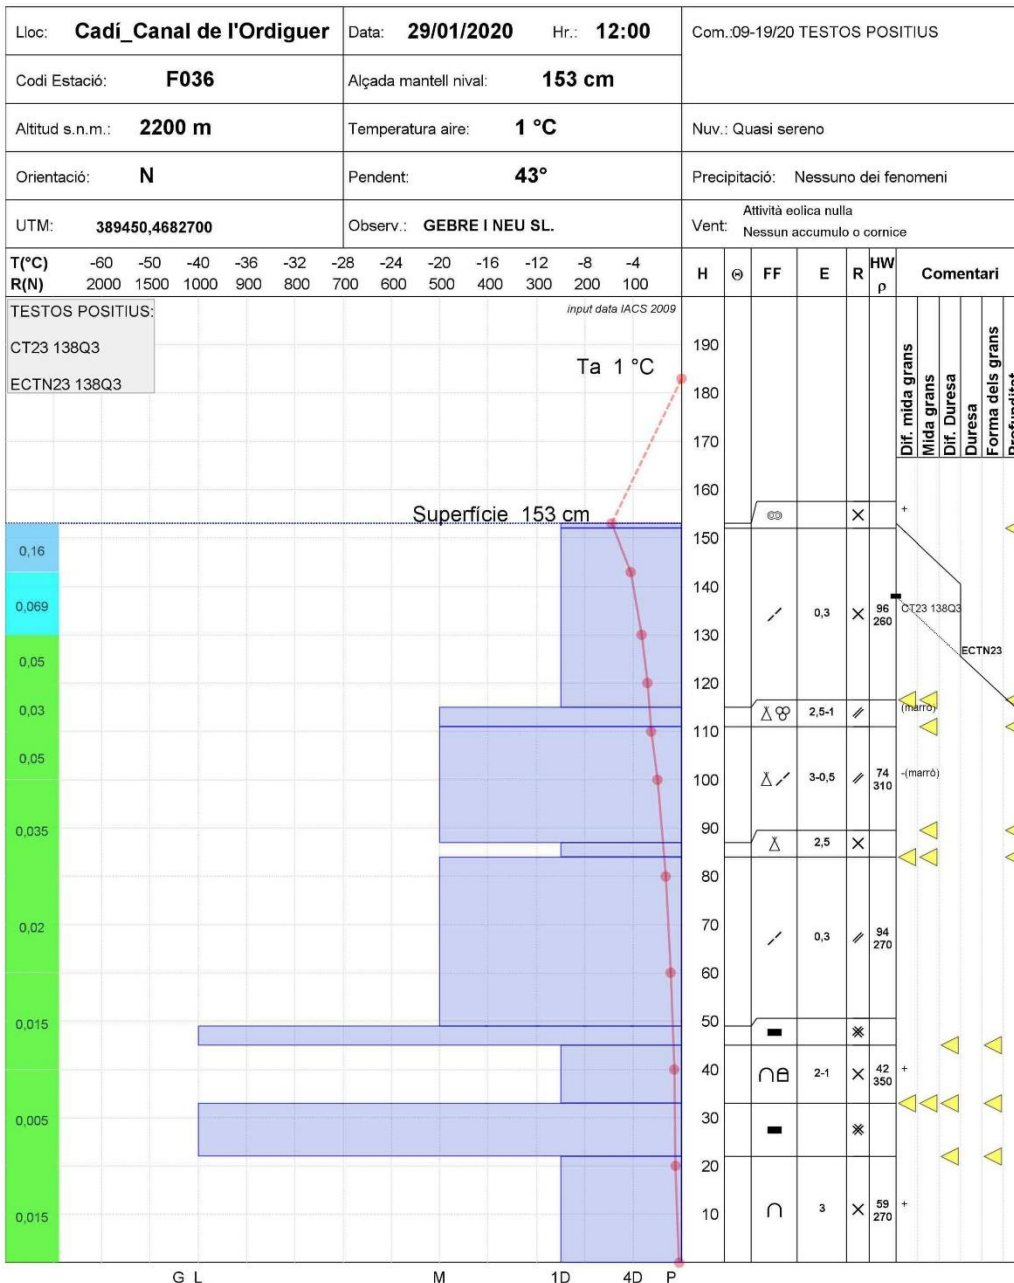 Lloc: Cadí_Canal de l'Ordiguer Data: 29/01/2020 Hr.: 12:00 Com.:09-19/20 TESTOS POSITIUS
Codi Estació: F036 Alçada mantell nival: 153 cm
Altitud s.n.m.: 2200 m Temperatura aire: 1 °C Nuv.: Quasi sereno
Orientació: N Pendent: 43° Precipitació: Nessuno dei fenomeni
UTM: 389450,4682700 Observ.: GEBRE I NEU SL. Vent: Attività eolica nulla
Nessun accumulo o cornice
T(°C) -60 -50 -40 -36 -32 -28 -24 -20 -16 -12 -8 -4 H Θ FF E R HW Comentari
R(N) 2000 1500 1000 900 800 700 600 500 400 300 200 100 ρ
TESTOS POSITIUS:
CT23 138Q3
ECTN23 138Q3
input data IACS 2009
Dif. mida grans
Mida grans
Dif. Duresa
Duresa
Forma dels grans
Profunditat
190
Ta 1 °C
180
170
160
Superfície 153 cm
+
150
0,16
140
0,069 0,3 96 CT23 138Q3
260
130
0,05 ECTN23
120
0,03 2,5-1 (marró)
110
0,05
100 3-0,5 74 -(marrò)
310
90
0,035
2,5
80
70
0,02 0,3 94
270
60
50
0,015
40 2-1 42 +
350
30
0,005
20
10
0,015 3 59 +
270
G L M 1D 4D P